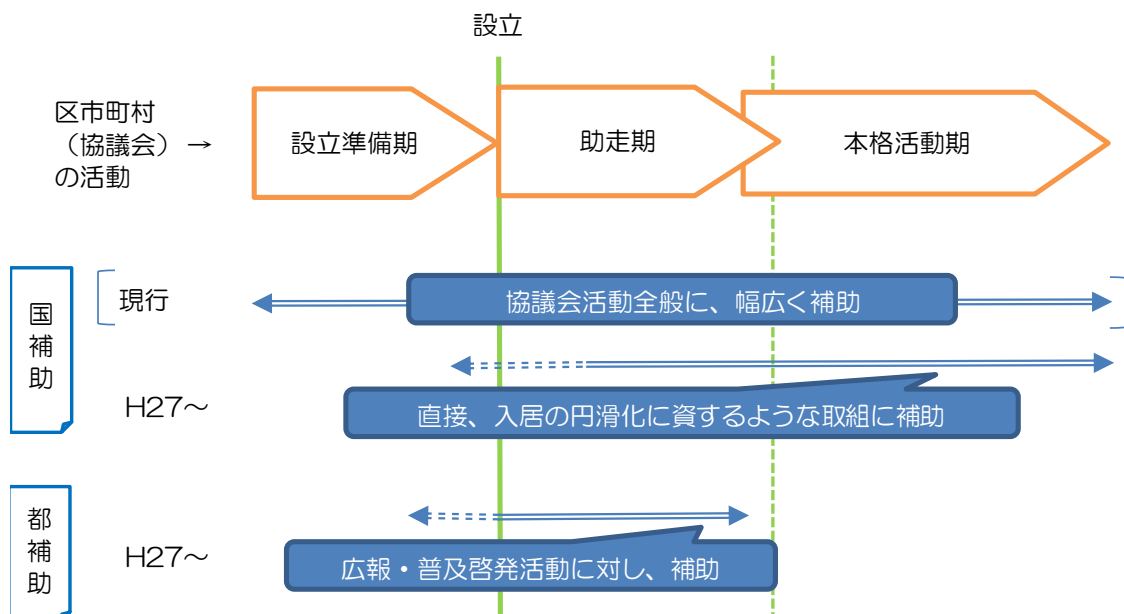 設立
区市町村
（協議会）→
の活動
設立準備期
助走期
本格活動期
国補助
現行
協議会活動全般に、幅広く補助
H27～
直接、入居の円滑化に資するような取組に補助
都補助
H27～
広報・普及啓発活動に対し、補助